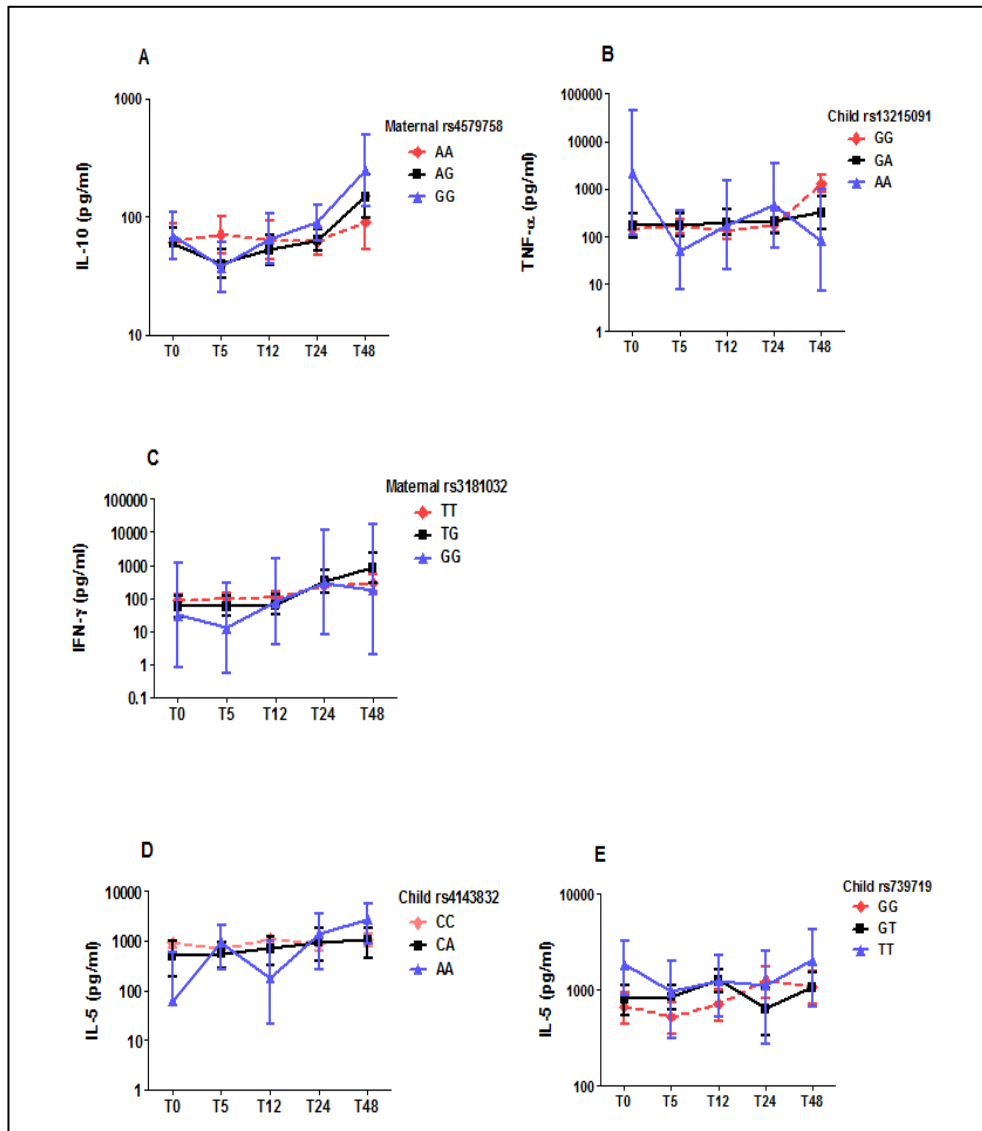 A
IL-10 (pg/ml)
1000
100
10
T0 T5 T12 T24 T48
Maternal rs4579758
AA
AG
GG
B
TNF-α (pg/ml)
100000
10000
1000
100
10
1
T0 T5 T12 T24 T48
Child rs13215091
GG
GA
AA
C
IFN-γ (pg/ml)
100000
10000
1000
100
10
1
0.1
T0 T5 T12 T24 T48
Maternal rs3181032
TT
TG
GG
D
IL-5 (pg/ml)
10000
1000
100
10
1
T0 T5 T12 T24 T48
Child rs4143832
CC
CA
AA
E
IL-5 (pg/ml)
10000
1000
100
T0 T5 T12 T24 T48
Child rs739719
GG
GT
TT